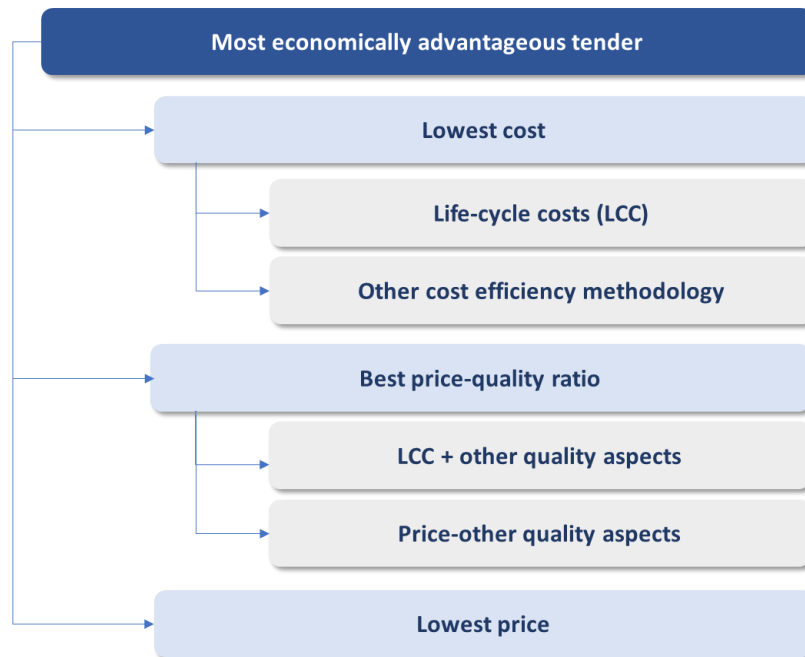 Most economically advantageous tender
Lowest cost
Life-cycle costs (LCC)
Other cost efficiency methodology
Best price-quality ratio
LCC + other quality aspects
Price-other quality aspects
Lowest price